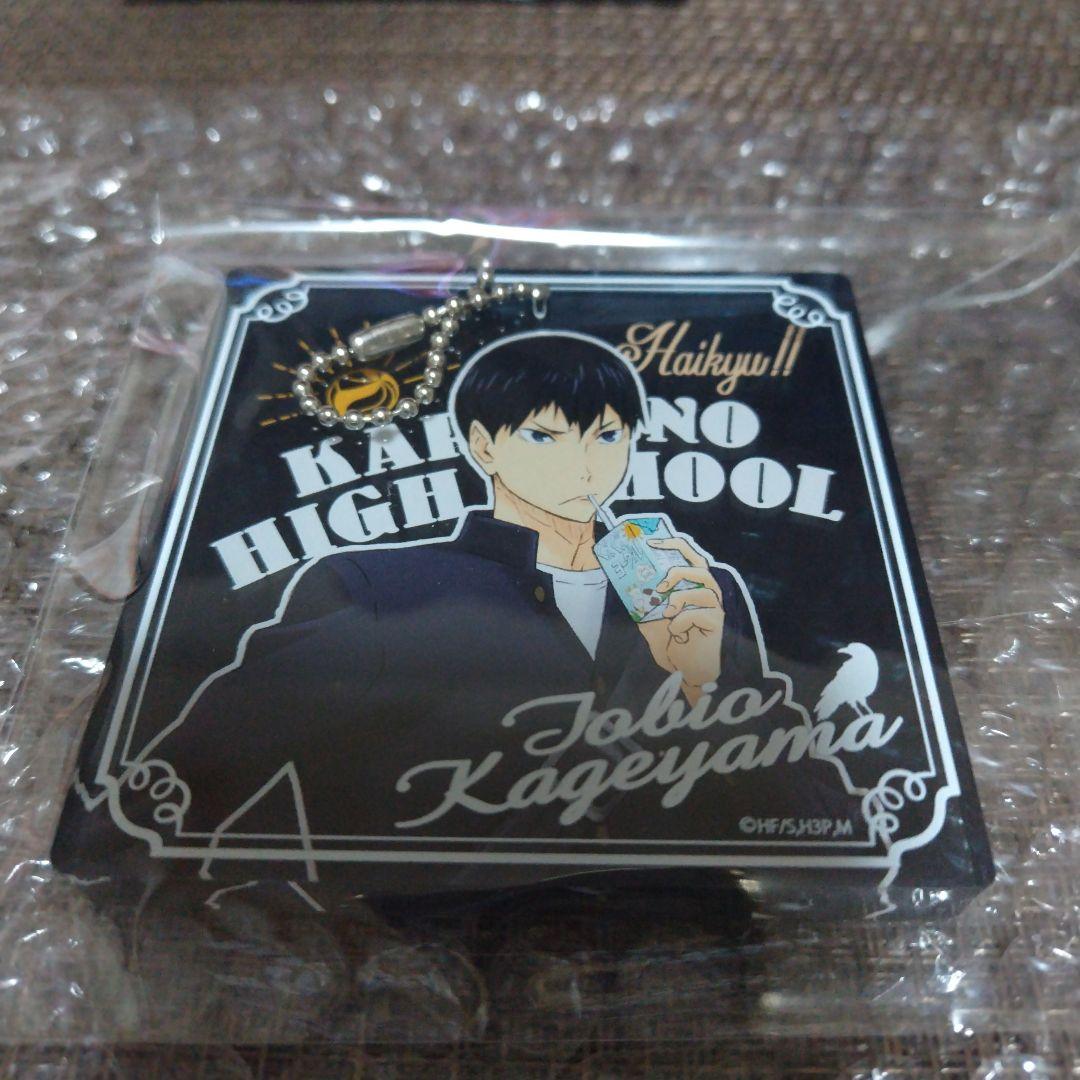 Haikyu!!
KAR NO
HIGH HOOL
Tobio
Kageyama
©HF/S,H3P,M